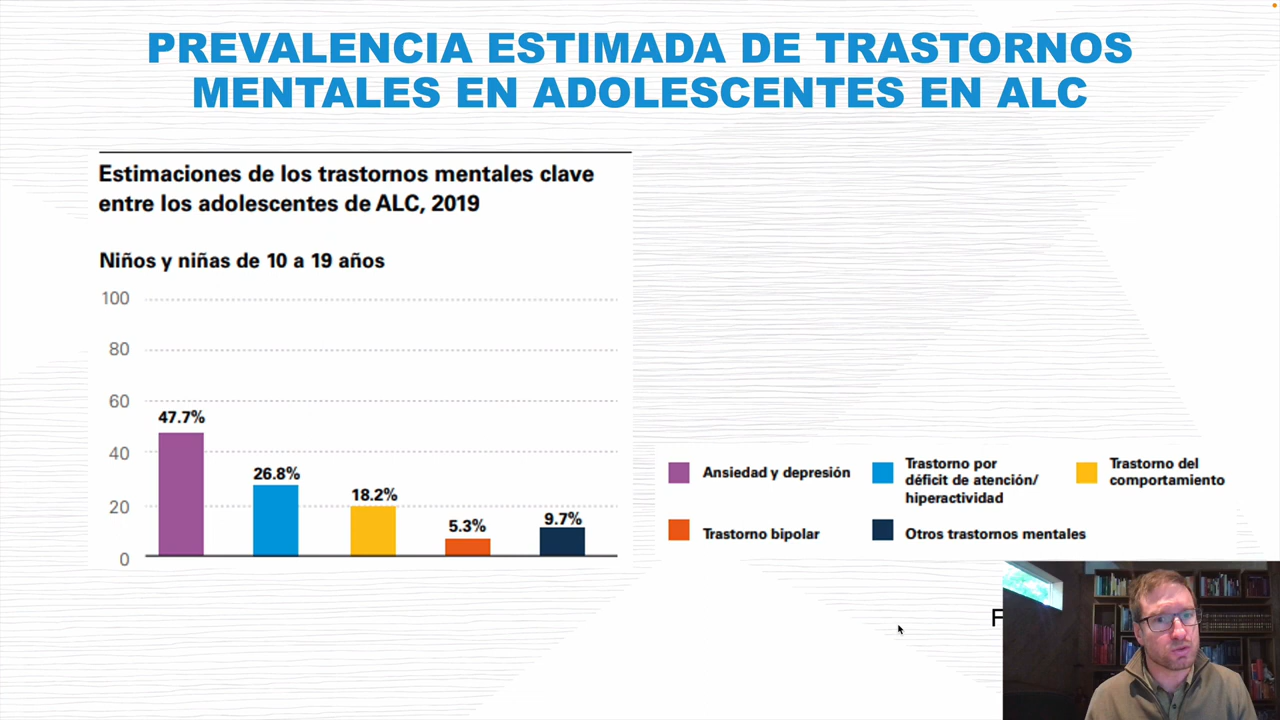 PREVALENCIA ESTIMADA DE TRASTORNOS
MENTALES EN ADOLESCENTES EN ALC
Estimaciones de los trastornos mentales clave
entre los adolescentes de ALC, 2019
Niños y niñas de 10 a 19 años
100
80
60
40
20
0
47.7%
26.8%
18.2%
5.3%
9.7%
Ansiedad y depresión
Trastorno por
déficit de atención/
hiperactividad
Trastorno del
comportamiento
Trastorno bipolar
Otros trastornos mentales